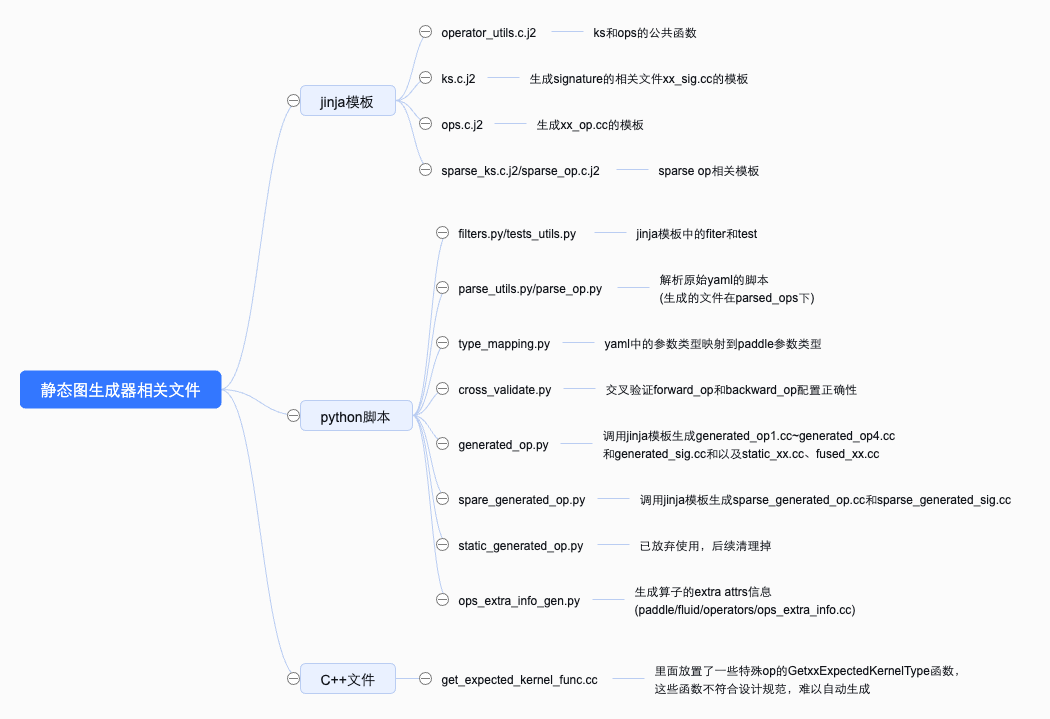 静态图生成器相关文件
jinja模板
operator_utils.c.j2
ks和ops的公共函数
ks.c.j2
生成signature的相关文件xx_sig.cc的模板
ops.c.j2
生成xx_op.cc的模板
sparse_ks.c.j2/sparse_op.c.j2
sparse op相关模板
python脚本
filters.py/tests_utils.py
jinja模板中的fiter和test
parse_utils.py/parse_op.py
解析原始yaml的脚本
(生成的文件在parsed_ops下)
type_mapping.py
yaml中的参数类型映射到paddle参数类型
cross_validate.py
交叉验证forward_op和backward_op配置正确性
generated_op.py
调用jinja模板生成generated_op1.cc~generated_op4.cc
和generated_sig.cc和以及static_xx.cc、fused_xx.cc
spare_generated_op.py
调用jinja模板生成sparse_generated_op.cc和sparse_generated_sig.cc
static_generated_op.py
已放弃使用，后续清理掉
ops_extra_info_gen.py
生成算子的extra attrs信息
(paddle/fluid/operators/ops_extra_info.cc)
C++文件
get_expected_kernel_func.cc
里面放置了一些特殊op的GetxxExpectedKernelType函数，
这些函数不符合设计规范，难以自动生成